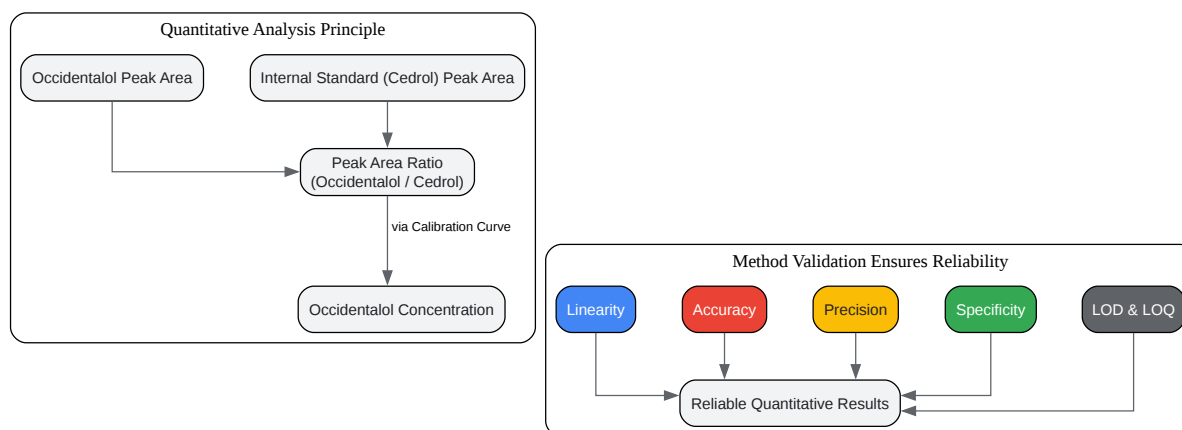 Quantitative Analysis Principle
Occidentalol Peak Area
Internal Standard (Cedrol) Peak Area
Peak Area Ratio
(Occidentalol / Cedrol)
via Calibration Curve
Occidentalol Concentration
Method Validation Ensures Reliability
Linearity
Accuracy
Precision
Specificity
LOD & LOQ
Reliable Quantitative Results